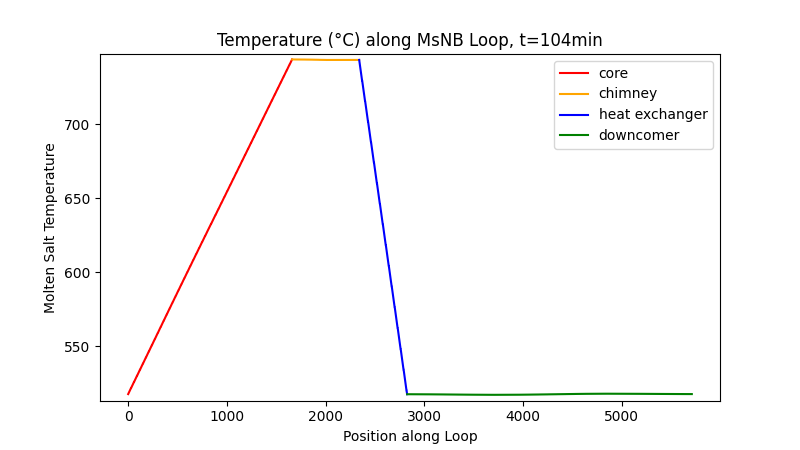 Temperature (°C) along MsNB Loop, t=104min
core
chimney
heat exchanger
downcomer
Molten Salt Temperature
700
650
600
550
0 1000 2000 3000 4000 5000
Position along Loop